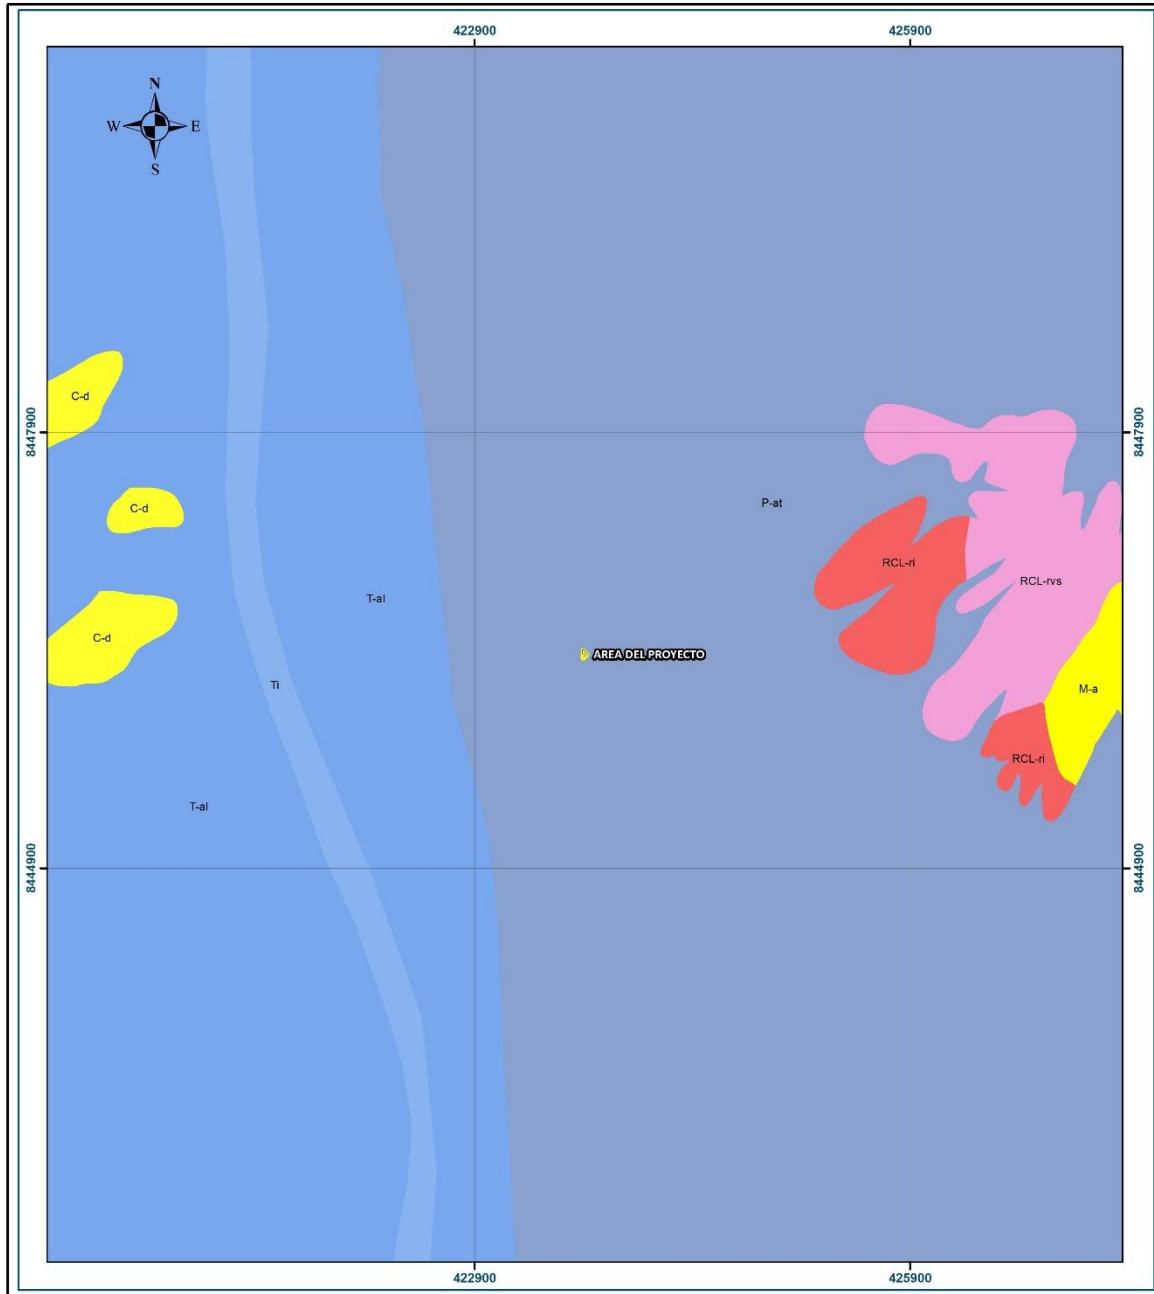 422900
425900
N
W
E
S
C-d
8447900
8447900
P-at
C-d
RCL-ri
RCL-rvs
T-al
C-d
AREA DEL PROYECTO
Ti
M-a
RCL-ri
T-al
8444900
8444900
422900
425900